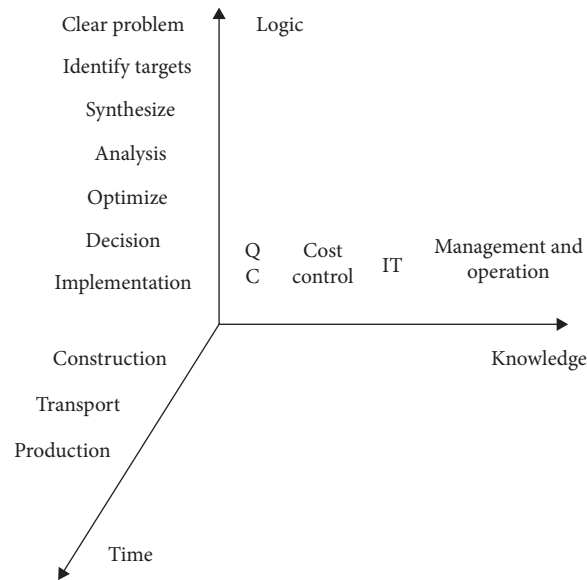 Clear problem
Logic
Identify targets
Synthesize
Analysis
Optimize
Decision
Implementation
Q
C
Cost
control
IT
Management and
operation
Knowledge
Construction
Transport
Production
Time